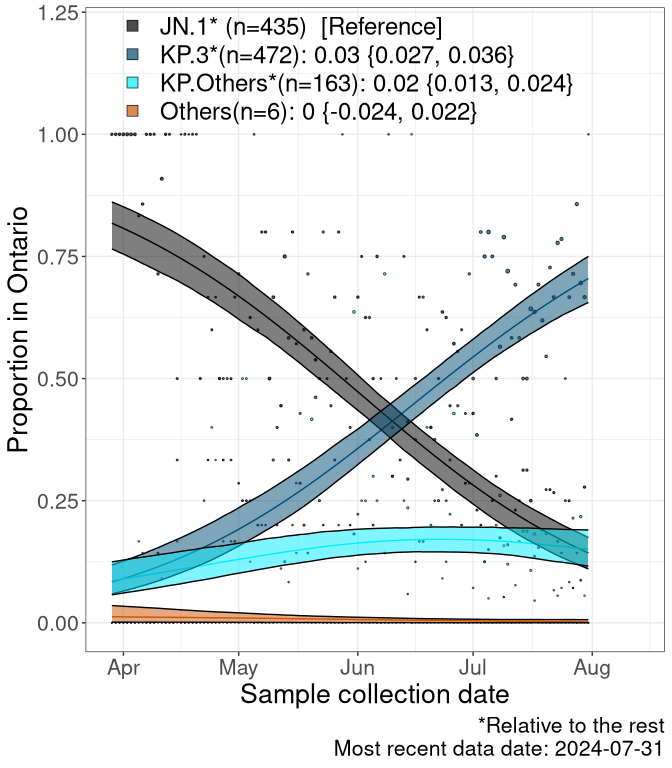 JN.1* (n=435)  [Reference]
KP.3*(n=472): 0.03 {0.027, 0.036}
KP.Others*(n=163): 0.02 {0.013, 0.024}
Others(n=6): 0 {-0.024, 0.022}
1.25
1.00
0.75
0.50
0.25
0.00
Proportion in Ontario
Apr May Jun Jul Aug
Sample collection date
*Relative to the rest
Most recent data date: 2024-07-31